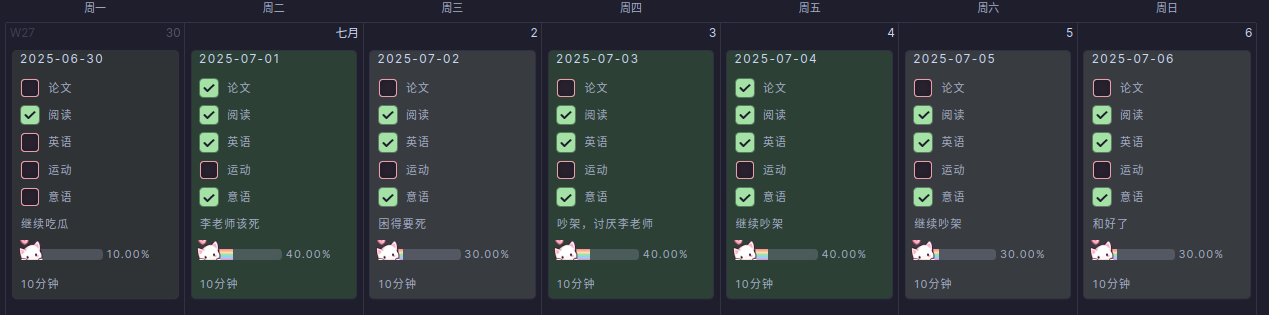 周一
周二
周三
周四
周五
周六
周日
W27
30
七月
2
3
4
5
6
2025-06-30
论文
阅读
英语
运动
意语
继续吃瓜
10.00%
10分钟
2025-07-01
论文
阅读
英语
运动
意语
李老师该死
40.00%
10分钟
2025-07-02
论文
阅读
英语
运动
意语
困得要死
30.00%
10分钟
2025-07-03
论文
阅读
英语
运动
意语
吵架，讨厌李老师
40.00%
10分钟
2025-07-04
论文
阅读
英语
运动
意语
继续吵架
40.00%
10分钟
2025-07-05
论文
阅读
英语
运动
意语
继续吵架
30.00%
10分钟
2025-07-06
论文
阅读
英语
运动
意语
和好了
30.00%
10分钟